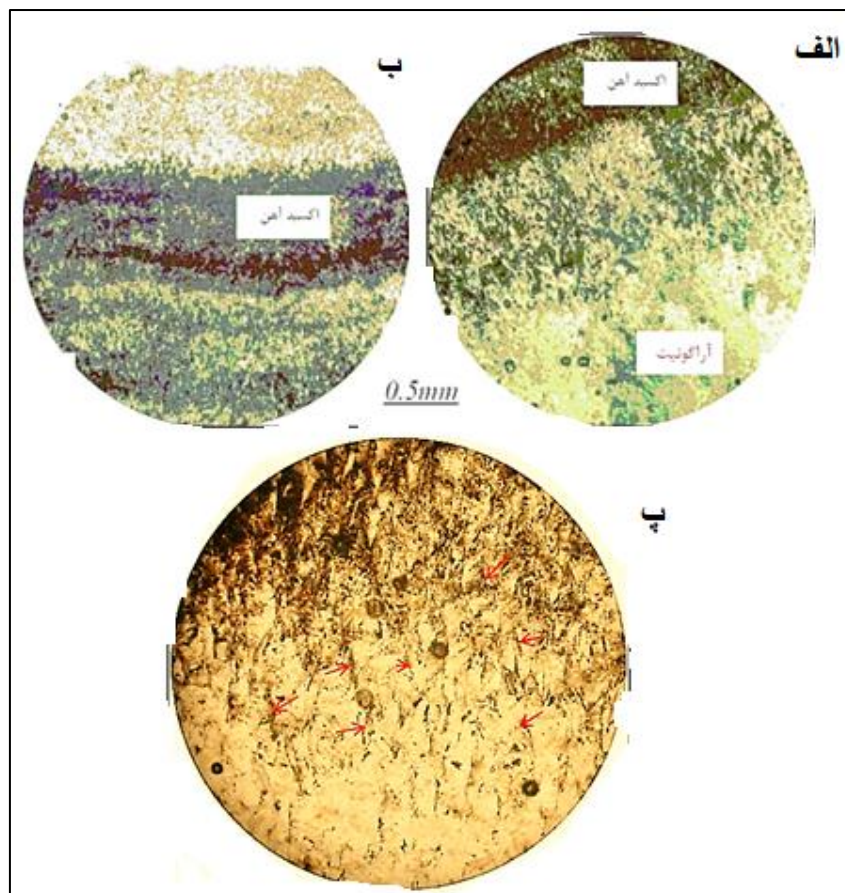 الف
اکسید آهن
آراگونیت
ب
اکسید آهن
0.5mm
پ